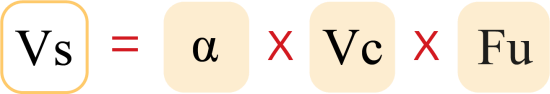 Vs = α x Vc x Fu